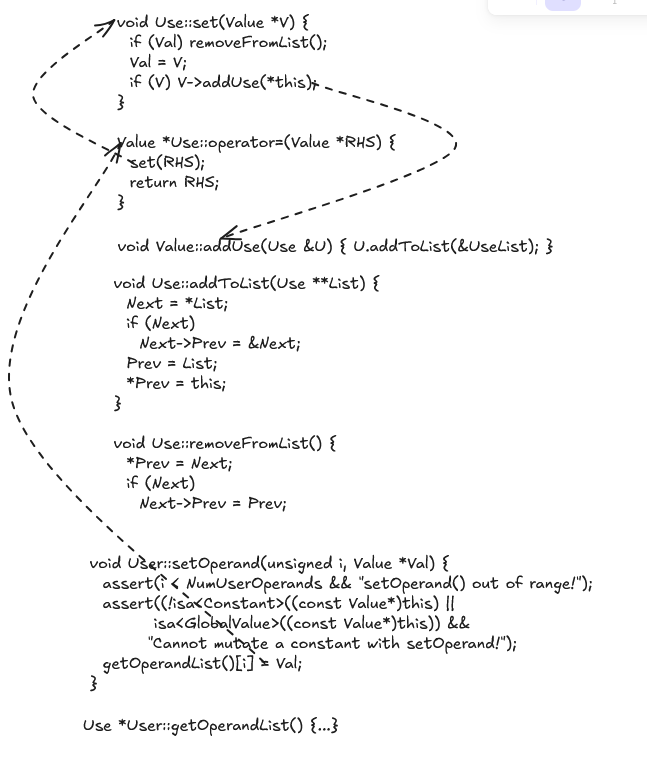 void Use::set(Value *V) {
if (Val) removeFromList();
Val = V;
if (V) V->addUse(*this);
}
Value *Use::operator=(Value *RHS) {
set(RHS);
return RHS;
}
void Value::addUse(Use &U) { U.addToList(&UseList); }
void Use::addToList(Use **List) {
Next = *List;
if (Next)
Next->Prev = &Next;
Prev = List;
*Prev = this;
}
void Use::removeFromList() {
*Prev = Next;
if (Next)
Next->Prev = Prev;
void User::setOperand(unsigned i, Value *Val) {
assert(i < NumUserOperands && "setOperand() out of range!");
assert((!isa<Constant>((const Value*)this) ||
isa<GlobalValue>((const Value*)this)) &&
"Cannot mutate a constant with setOperand!");
getOperandList()[i] = Val;
}
Use *User::getOperandList() {...}